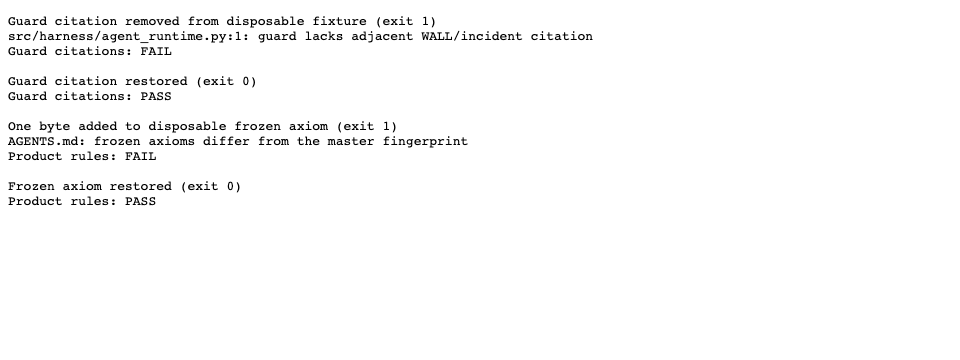 Guard citation removed from disposable fixture (exit 1)
src/harness/agent_runtime.py:1: guard lacks adjacent WALL/incident citation
Guard citations: FAIL
Guard citation restored (exit 0)
Guard citations: PASS
One byte added to disposable frozen axiom (exit 1)
AGENTS.md: frozen axioms differ from the master fingerprint
Product rules: FAIL
Frozen axiom restored (exit 0)
Product rules: PASS